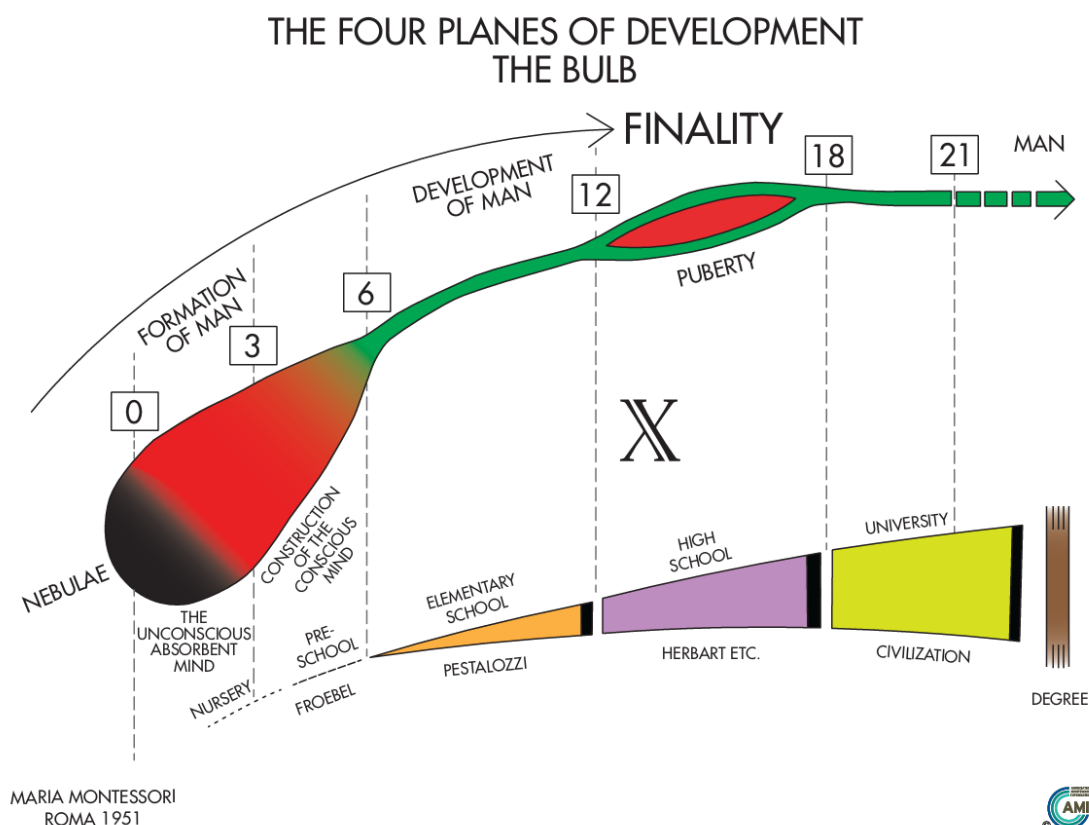 THE FOUR PLANES OF DEVELOPMENT
THE BULB
FINALITY
DEVELOPMENT
OF MAN
FORMATION
OF MAN
0
3
6
12
18
21
MAN
PUBERTY
NEBULAE
THE
UNCONSCIOUS
ABSORBENT
MIND
CONSTRUCTION
OF THE
CONSCIOUS
MIND
X
NURSERY
PRE-
SCHOOL
FROEBEL
ELEMENTARY
SCHOOL
PESTALOZZI
HIGH
SCHOOL
HERBART ETC.
UNIVERSITY
CIVILIZATION
DEGREE
MARIA MONTESSORI
ROMA 1951
AMI